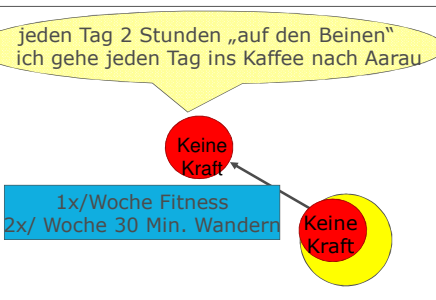 jeden Tag 2 Stunden „auf den Beinen“
ich gehe jeden Tag ins Kaffee nach Aarau
Keine
Kraft
1x/Woche Fitness
2x/ Woche 30 Min. Wandern
Keine
Kraft